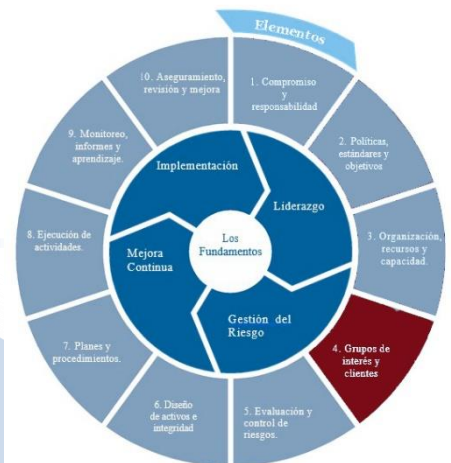 Elementos
1. Compromiso
y
responsabilidad
2. Políticas,
estándares y
objetivos
3. Organización,
recursos y
capacidad.
4. Grupos de
interés y
clientes
5. Evaluación y
control de
riesgos.
6. Diseño
de activos e
integridad
7. Planes y
procedimientos.
8. Ejecución de
actividades.
9. Monitoreo,
informes y
aprendizaje.
10. Aseguramiento,
revisión y mejora
Implementación
Liderazgo
Gestión del
Riesgo
Mejora
Continua
Los
Fundamentos